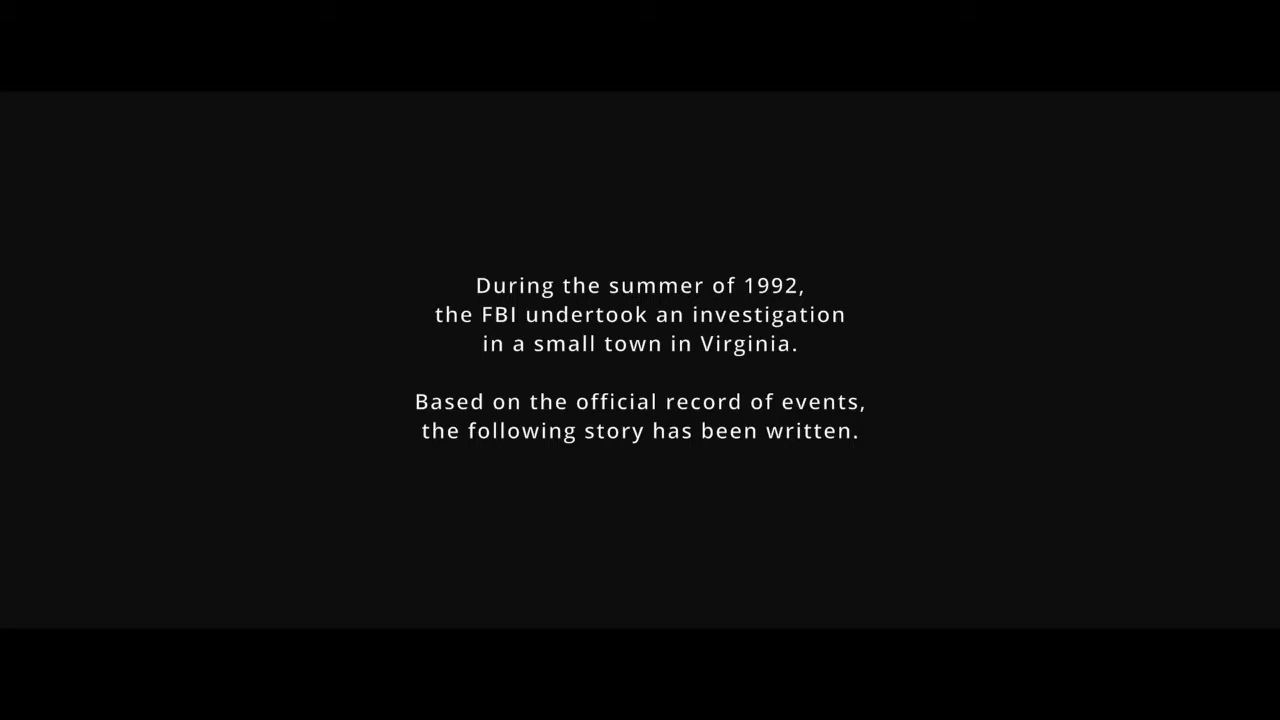 During the summer of 1992,
the FBI undertook an investigation
in a small town in Virginia.
Based on the official record of events,
the following story has been written.